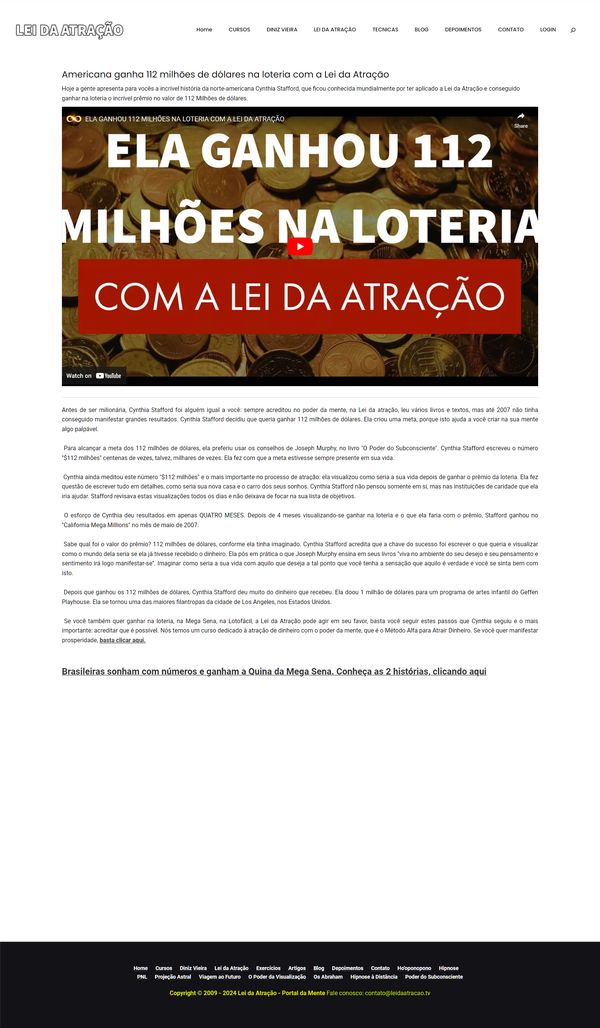 LEI DA ATRAÇÃO
Home CURSOS DINIZ VIEIRA LEI DA ATRAÇÃO TECNICAS BLOG DEPOIMENTOS CONTATO LOGIN
Americana ganha 112 milhões de dólares na loteria com a Lei da Atração
Hoje a gente apresenta para vocês a incrível história da norte-americana Cynthia Stafford, que ficou conhecida mundialmente por ter aplicado a Lei da Atração e conseguido
ganhar na loteria o incrível prêmio no valor de 112 Milhões de dólares.
ELA GANHOU 112 MILHÕES NA LOTERIA COM A LEI DA ATRAÇÃO
Share
ELA GANHOU 112
MILHÕES NA LOTERIA
COM A LEI DA ATRAÇÃO
Watch on YouTube
Antes de ser milionária, Cynthia Stafford foi alguém igual a você: sempre acreditou no poder da mente, na Lei da atração, leu vários livros e textos, mas até 2007 não tinha
conseguido manifestar grandes resultados. Cynthia Stafford decidiu que queria ganhar 112 milhões de dólares. Ela criou uma meta, porque isto ajuda a você criar na sua mente
algo palpável.
Para alcançar a meta dos 112 milhões de dólares, ela preferiu usar os conselhos de Joseph Murphy, no livro "O Poder do Subconsciente". Cynthia Stafford escreveu o número
"$112 milhões" centenas de vezes, talvez, milhares de vezes. Ela fez com que a meta estivesse sempre presente em sua vida.
Cynthia ainda meditou este número "$112 milhões" e o mais importante no processo de atração: ela visualizou como seria a sua vida depois de ganhar o prêmio da loteria. Ela fez
questão de escrever tudo em detalhes, como seria sua nova casa e o carro dos seus sonhos. Cynthia Stafford não pensou somente em si, mas nas instituições de caridade que ela
iria ajudar. Stafford revisava estas visualizações todos os dias e não deixava de focar na sua lista de objetivos.
O esforço de Cynthia deu resultados em apenas QUATRO MESES. Depois de 4 meses visualizando-se ganhar na loteria e o que ela faria com o prêmio, Stafford ganhou no
"California Mega Millions" no mês de maio de 2007.
Sabe qual foi o valor do prêmio? 112 milhões de dólares, conforme ela tinha imaginado. Cynthia Stafford acredita que a chave do sucesso foi escrever o que queria e visualizar
como o mundo dela seria se ela já tivesse recebido o dinheiro. Ela pôs em prática o que Joseph Murphy ensina em seus livros "viva no ambiente do seu desejo e seu pensamento e
sentimento irá logo manifestar-se". Imaginar como seria a sua vida com aquilo que deseja a tal ponto que você tenha a sensação que aquilo é verdade e você se sinta bem com
isto.
Depois que ganhou os 112 milhões de dólares, Cynthia Stafford deu muito do dinheiro que recebeu. Ela doou 1 milhão de dólares para um programa de artes infantil do Geffen
Playhouse. Ela se tornou uma das maiores filantropas da cidade de Los Angeles, nos Estados Unidos.
Se você também quer ganhar na loteria, na Mega Sena, na Lotofácil, a Lei da Atração pode agir em seu favor, basta você seguir estes passos que Cynthia seguiu e o mais
importante: acreditar que é possível. Nós temos um curso dedicado à atração de dinheiro com o poder da mente, que é o Método Alfa para Atrair Dinheiro. Se você quer manifestar
prosperidade, basta clicar aqui.
Brasileiras sonham com números e ganham a Quina da Mega Sena. Conheça as 2 histórias, clicando aqui
Home Cursos Diniz Vieira Lei da Atração Exercícios Artigos Blog Depoimentos Contato Ho'oponopono Hipnose
PNL Projeção Astral Viagem ao Futuro O Poder da Visualização Os Abraham Hipnose à Distância Poder do Subconsciente
Copyright © 2009 - 2024 Lei da Atração - Portal da Mente Fale conosco: contato@leidaatracao.tv